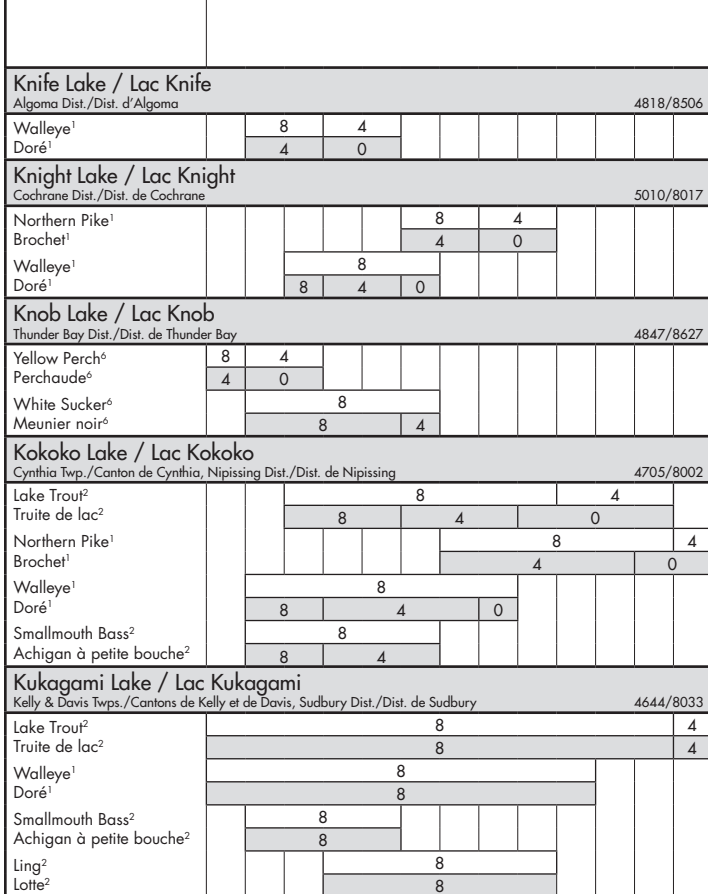 Knife Lake / Lac Knife
Algoma Dist./Dist. d'Algoma 4818/8506
Walleye¹ 8 4
Doré¹ 4 0
Knight Lake / Lac Knight
Cochrane Dist./Dist. de Cochrane 5010/8017
Northern Pike¹ 8 4
Brochet¹ 4 0
Walleye¹ 8
Doré¹ 8 4 0
Knob Lake / Lac Knob
Thunder Bay Dist./Dist. de Thunder Bay 4847/8627
Yellow Perch⁶ 8 4
Perchaude⁶ 4 0
White Sucker⁶ 8
Meunier noir⁶ 8 4
Kokoko Lake / Lac Kokoko
Cynthia Twp./Canton de Cynthia, Nipissing Dist./Dist. de Nipissing 4705/8002
Lake Trout² 8 4
Truite de lac² 8 4 0
Northern Pike¹ 8 4
Brochet¹ 4 0
Walleye¹ 8
Doré¹ 8 4 0
Smallmouth Bass² 8
Achigan à petite bouche² 8 4
Kukagami Lake / Lac Kukagami
Kelly & Davis Twps./Cantons de Kelly et de Davis, Sudbury Dist./Dist. de Sudbury 4644/8033
Lake Trout² 8 4
Truite de lac² 8 4
Walleye¹ 8
Doré¹ 8
Smallmouth Bass² 8
Achigan à petite bouche² 8
Ling² 8
Lotte² 8